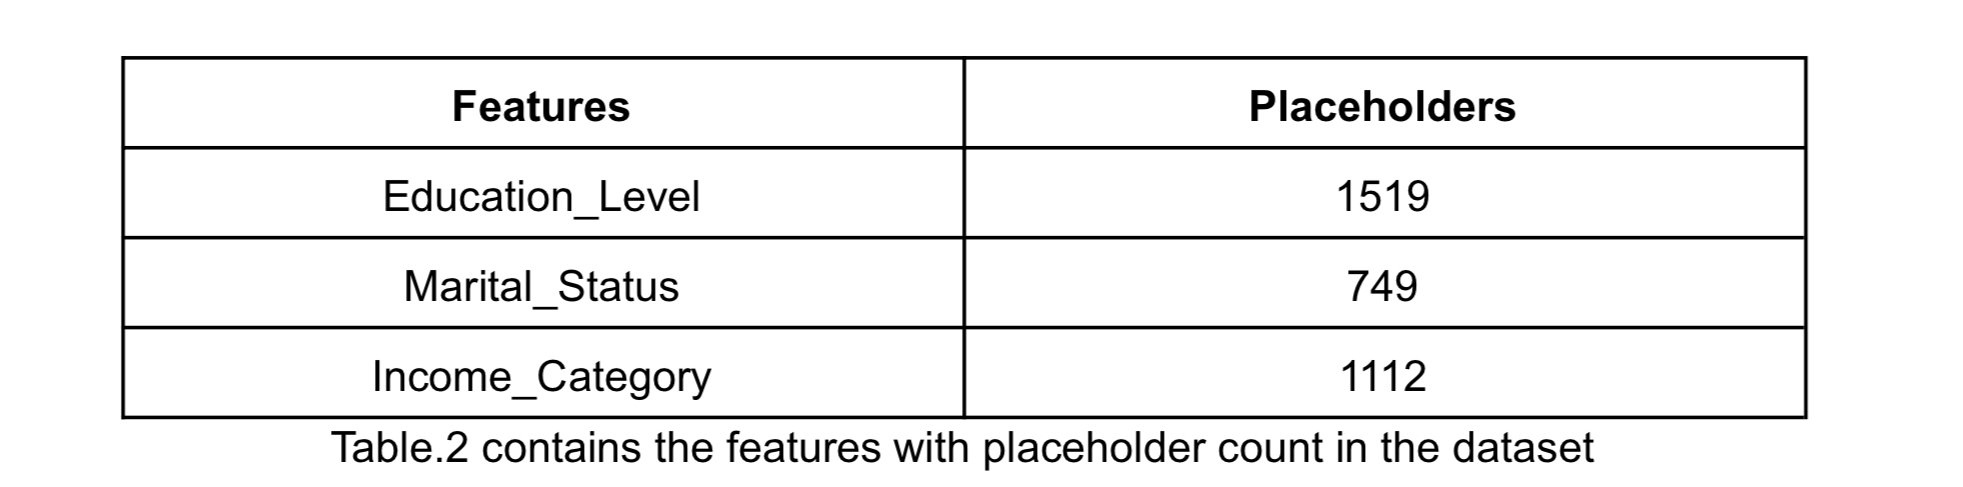 Features Placeholders
Education_Level 1519
Marital_Status 749
Income_Category 1112
Table.2 contains the features with placeholder count in the dataset